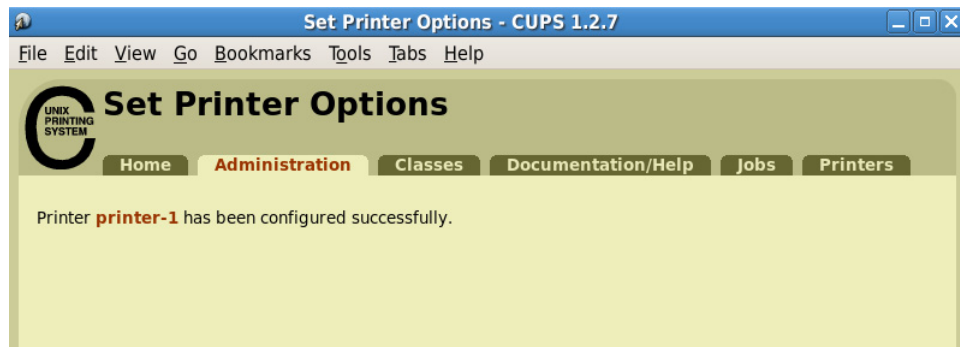 Set Printer Options - CUPS 1.2.7
File Edit View Go Bookmarks Tools Tabs Help
UNIX
PRINTING
SYSTEM
Set Printer Options
Home Administration Classes Documentation/Help Jobs Printers
Printer printer-1 has been configured successfully.